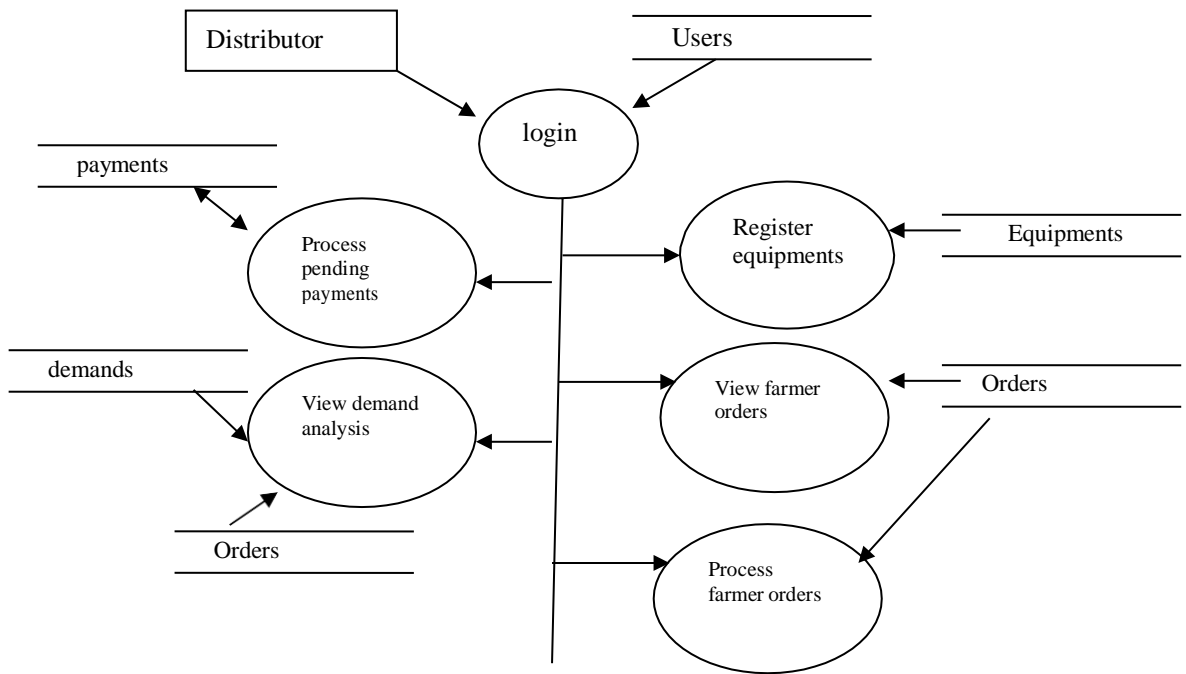 Distributor
Users
login
payments
Process
pending
payments
Register
equipments
Equipments
demands
View demand
analysis
View farmer
orders
Orders
Orders
Process
farmer orders